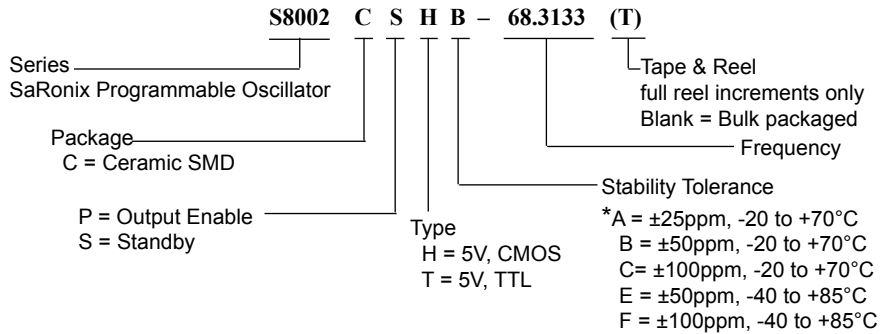 S8002 C S H B – 68.3133 (T)
Series
SaRonix Programmable Oscillator
Package
C = Ceramic SMD
P = Output Enable
S = Standby
Type
H = 5V, CMOS
T = 5V, TTL
Tape & Reel
full reel increments only
Blank = Bulk packaged
Frequency
Stability Tolerance
*A = ±25ppm, -20 to +70°C
B = ±50ppm, -20 to +70°C
C= ±100ppm, -20 to +70°C
E = ±50ppm, -40 to +85°C
F = ±100ppm, -40 to +85°C